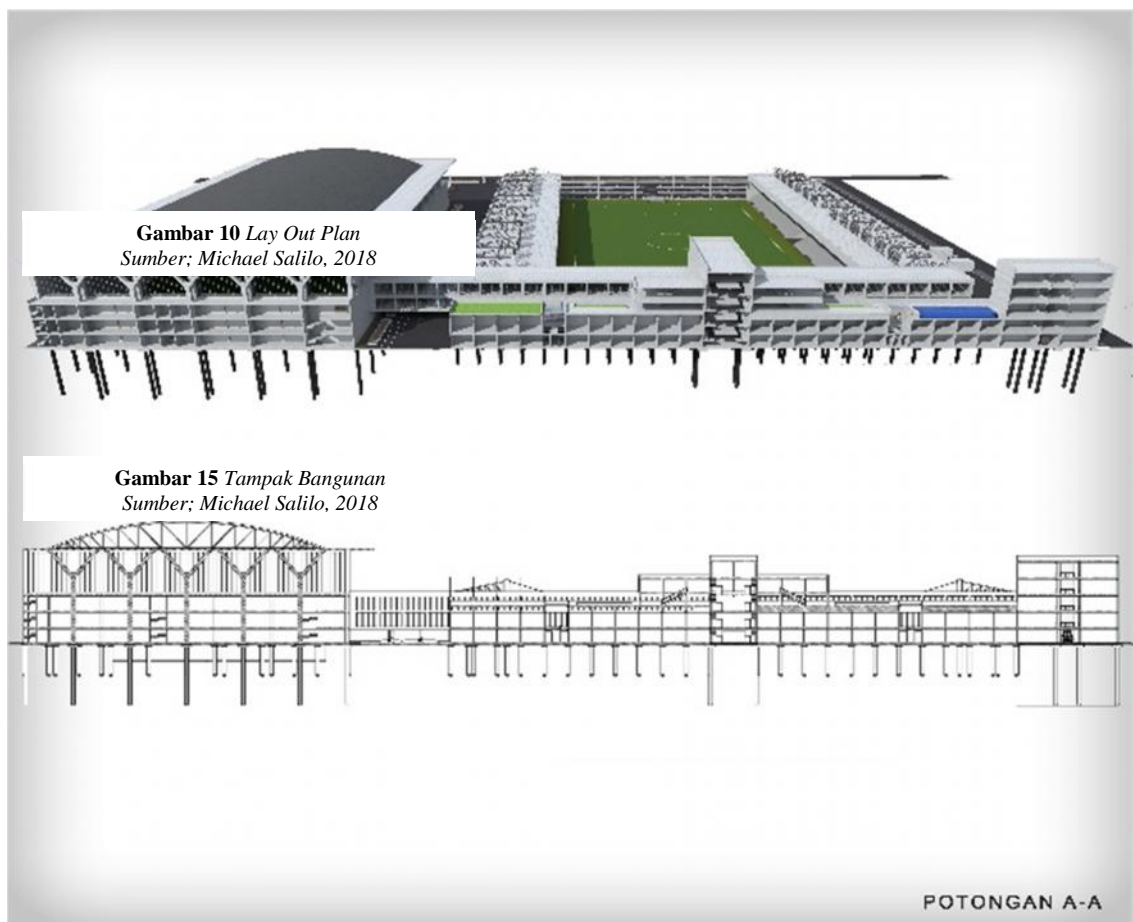 Gambar 10 Lay Out Plan
Sumber; Michael Salilo, 2018
Gambar 15 Tampak Bangunan
Sumber; Michael Salilo, 2018
POTONGAN A-A